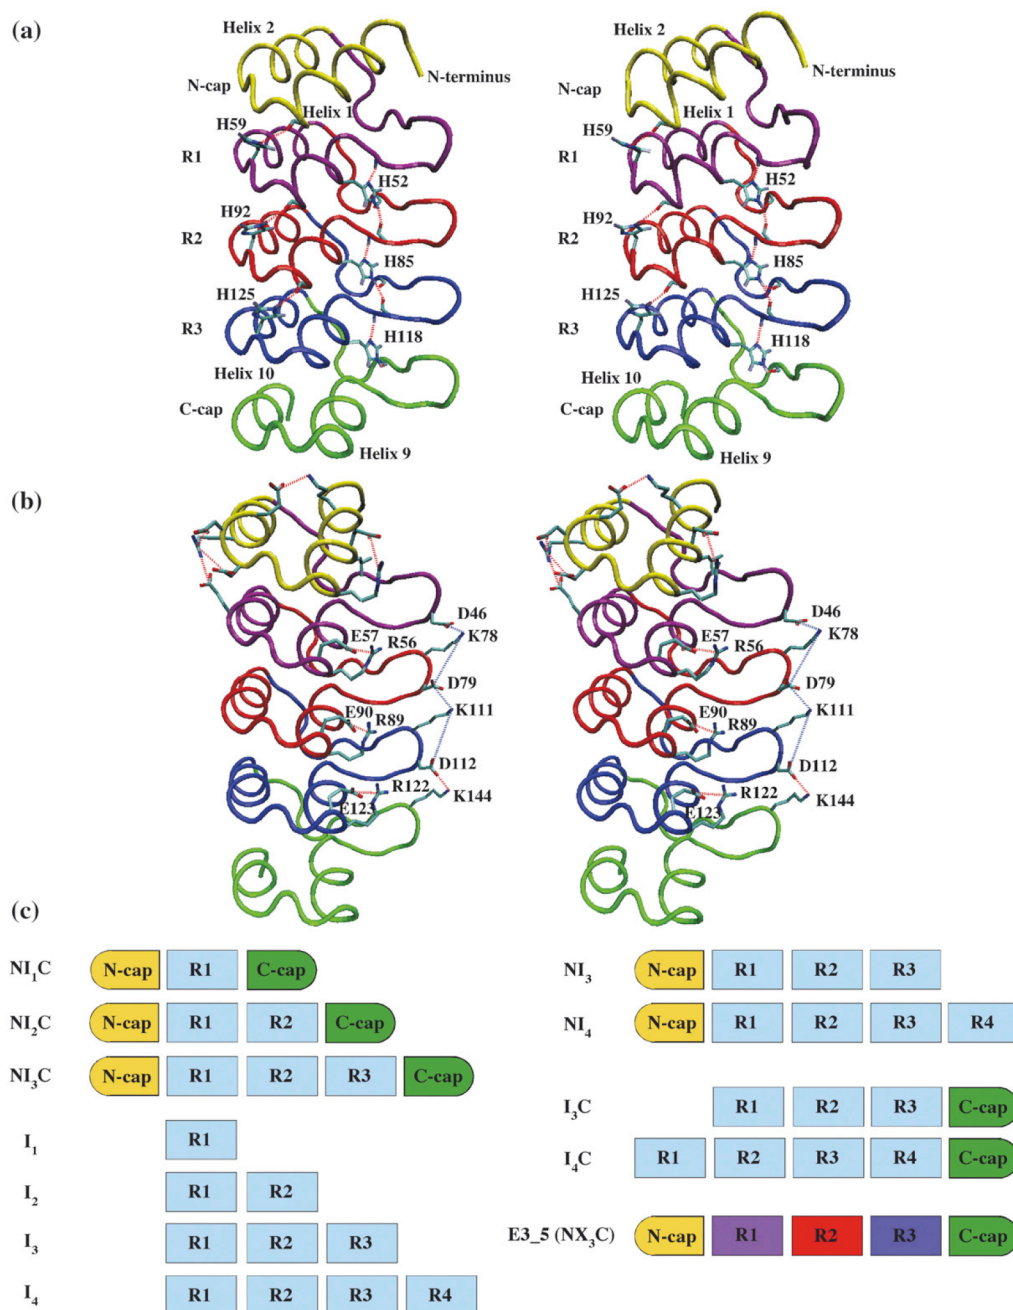 (a)
Helix 2
N-terminus
N-cap
Helix 1
H59
R1
H52
H92
R2
H85
H125
R3
H118
Helix 10
C-cap
Helix 9
Helix 2
N-terminus
N-cap
Helix 1
H59
R1
H52
H92
R2
H85
H125
R3
H118
Helix 10
C-cap
Helix 9
(b)
D46
K78
E57
R56
D79
K111
E90
R89
D112
R122
K144
E123
D46
K78
E57
R56
D79
K111
E90
R89
D112
R122
K144
E123
(c)
NI₁C N-cap R1 C-cap
NI₂C N-cap R1 R2 C-cap
NI₃C N-cap R1 R2 R3 C-cap
I₁ R1
I₂ R1 R2
I₃ R1 R2 R3
I₄ R1 R2 R3 R4
NI₃ N-cap R1 R2 R3
NI₄ N-cap R1 R2 R3 R4
I₃C R1 R2 R3 C-cap
I₄C R1 R2 R3 R4 C-cap
E3_5 (NX₃C) N-cap R1 R2 R3 C-cap